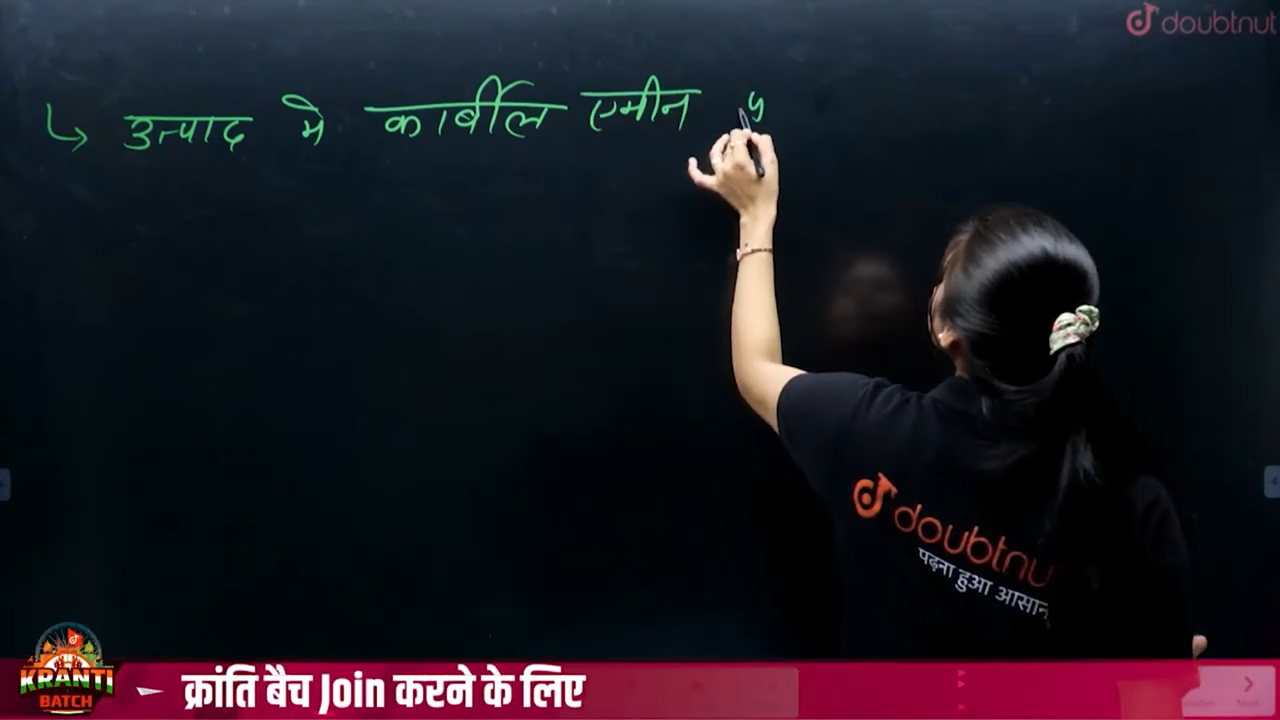 doubtnut
↳ उत्पाद मे कार्बील एमीन
doubtnut
पढ़ना हुआ आसान
KRANTI
BATCH
क्रांति बैच Join करने के लिए